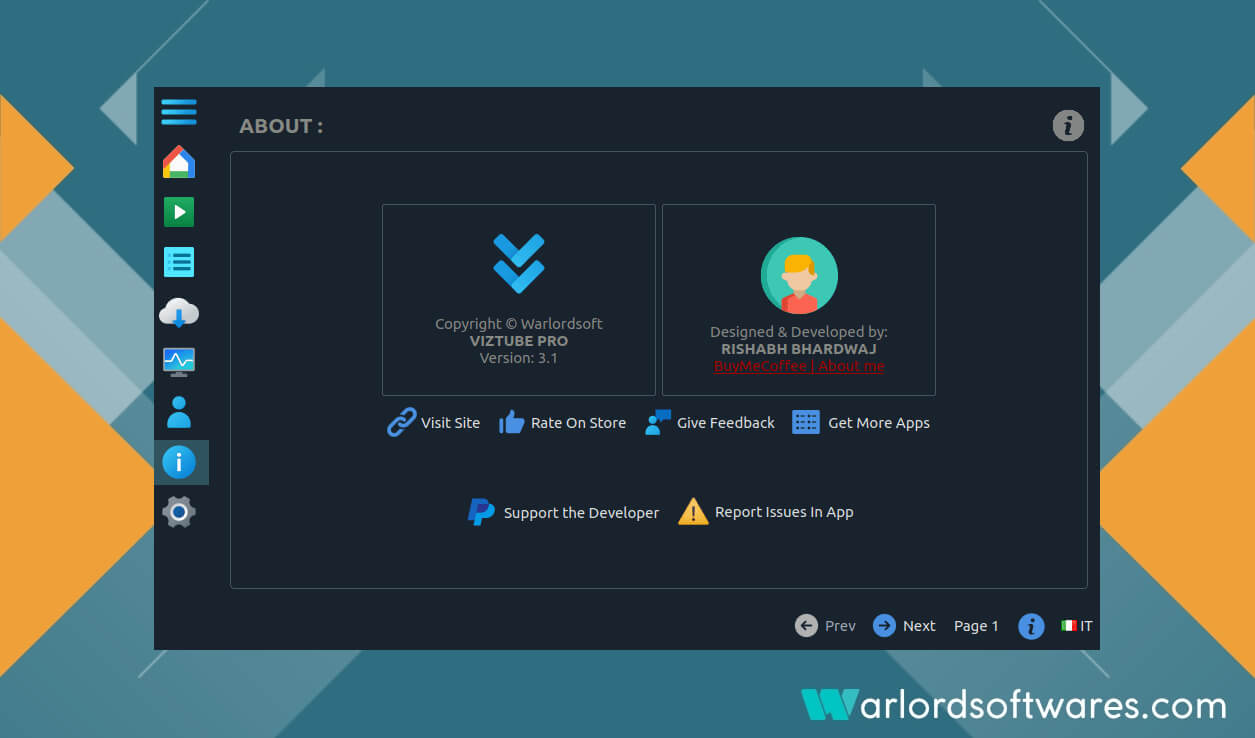 ABOUT :
Copyright © Warlordsoft
VIZTUBE PRO
Version: 3.1
Designed & Developed by:
RISHABH BHARDWAJ
BuyMeCoffee | About me
Visit Site
Rate On Store
Give Feedback
Get More Apps
Support the Developer
Report Issues In App
Prev
Next
Page 1
IT
Warlordsoftwares.com